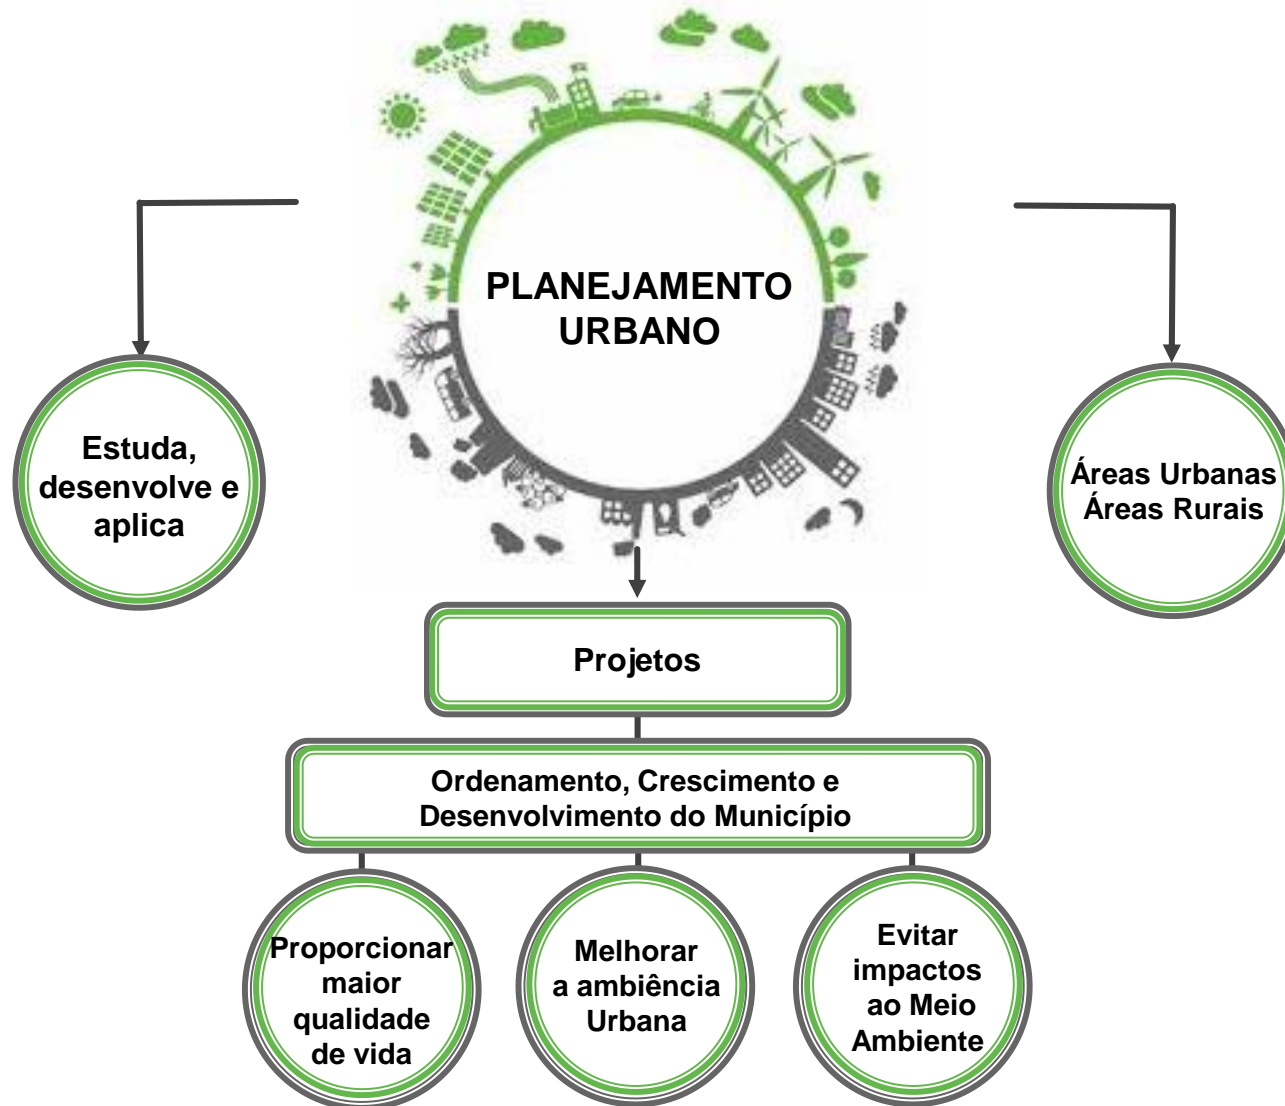 PLANEJAMENTO
URBANO
Estuda,
desenvolve e
aplica
Áreas Urbanas
Áreas Rurais
Projetos
Ordenamento, Crescimento e
Desenvolvimento do Município
Proporcionar
maior
qualidade
de vida
Melhorar
a ambiência
Urbana
Evitar
impactos
ao Meio
Ambiente